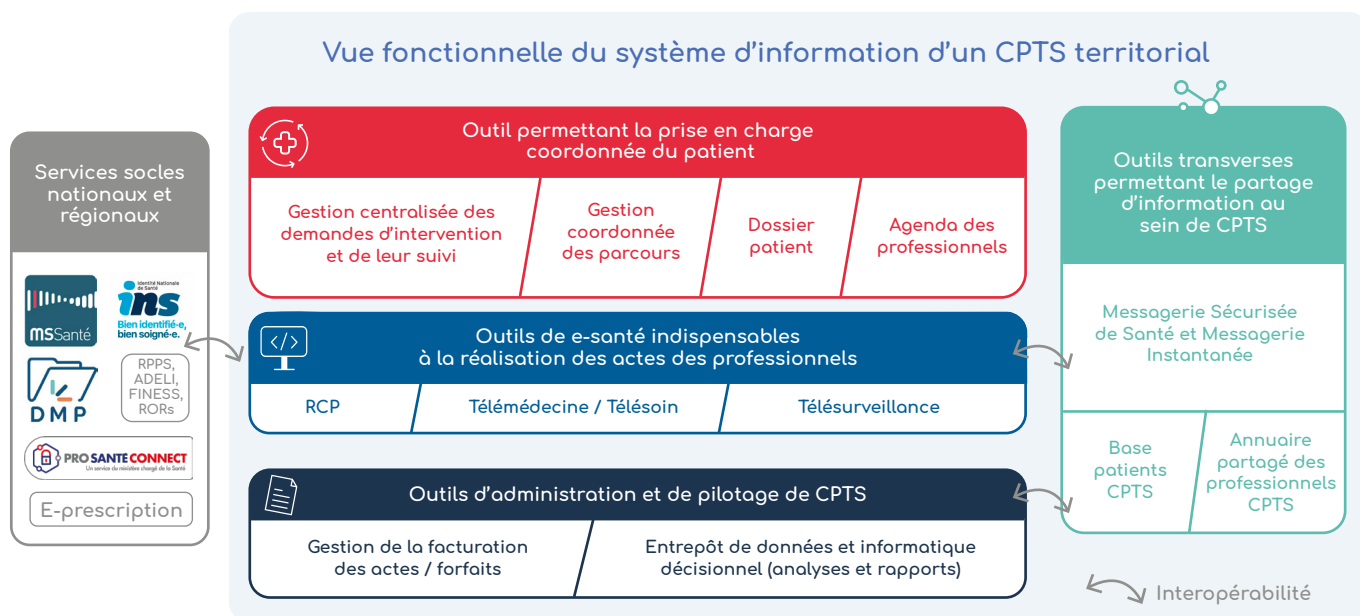 Vue fonctionnelle du système d'information d'un CPTS territorial
Services socles
nationaux et
régionaux
MSSanté
Identité Nationale
de Santé
ins
Bien identifié·e,
bien soigné·e.
DMP
RPPS,
ADELI,
FINESS,
RORs
PRO SANTE CONNECT
Un service du ministère chargé de la Santé
E-prescription
Outil permettant la prise en charge
coordonnée du patient
Gestion centralisée des
demandes d'intervention
et de leur suivi
Gestion
coordonnée
des parcours
Dossier
patient
Agenda des
professionnels
</>
Outils de e-santé indispensables
à la réalisation des actes des professionnels
RCP
Télémédecine / Télésoin
Télésurveillance
Outils d'administration et de pilotage de CPTS
Gestion de la facturation
des actes / forfaits
Entrepôt de données et informatique
décisionnel (analyses et rapports)
Outils transverses
permettant le partage
d'information au
sein de CPTS
Messagerie Sécurisée
de Santé et Messagerie
Instantanée
Base
patients
CPTS
Annuaire
partagé des
professionnels
CPTS
Interopérabilité